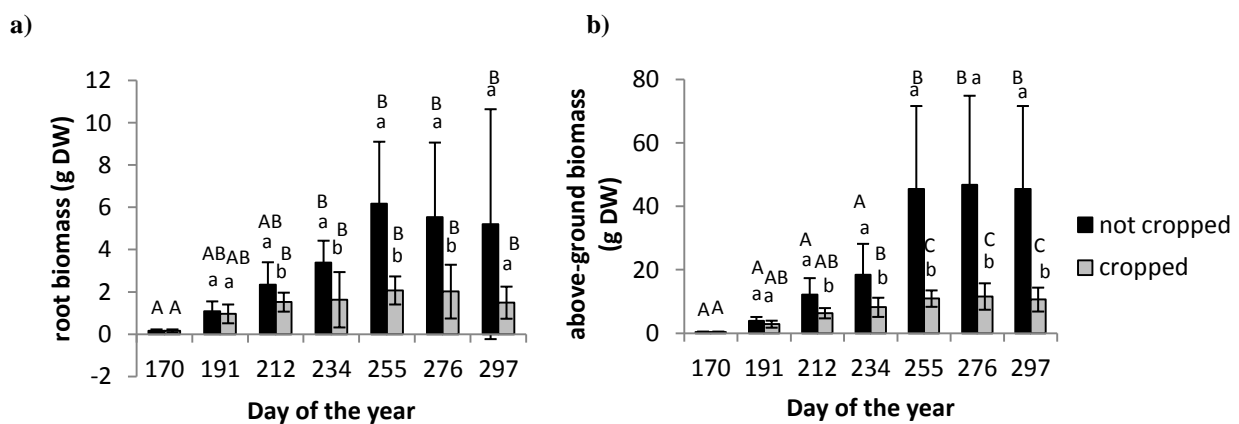 a)
root biomass (g DW)
12
10
8
6
4
2
0
-2
A A
AB AB
a a
AB B
a b
B B
a b
B B
a b
B B
a b
B B
a a
170 191 212 234 255 276 297
Day of the year
b)
above-ground biomass
(g DW)
80
60
40
20
0
A A
A AB
a a
A AB
a b
A B
a b
B C
a b
B a C
b
B C
a b
170 191 212 234 255 276 297
Day of the year
not cropped
cropped